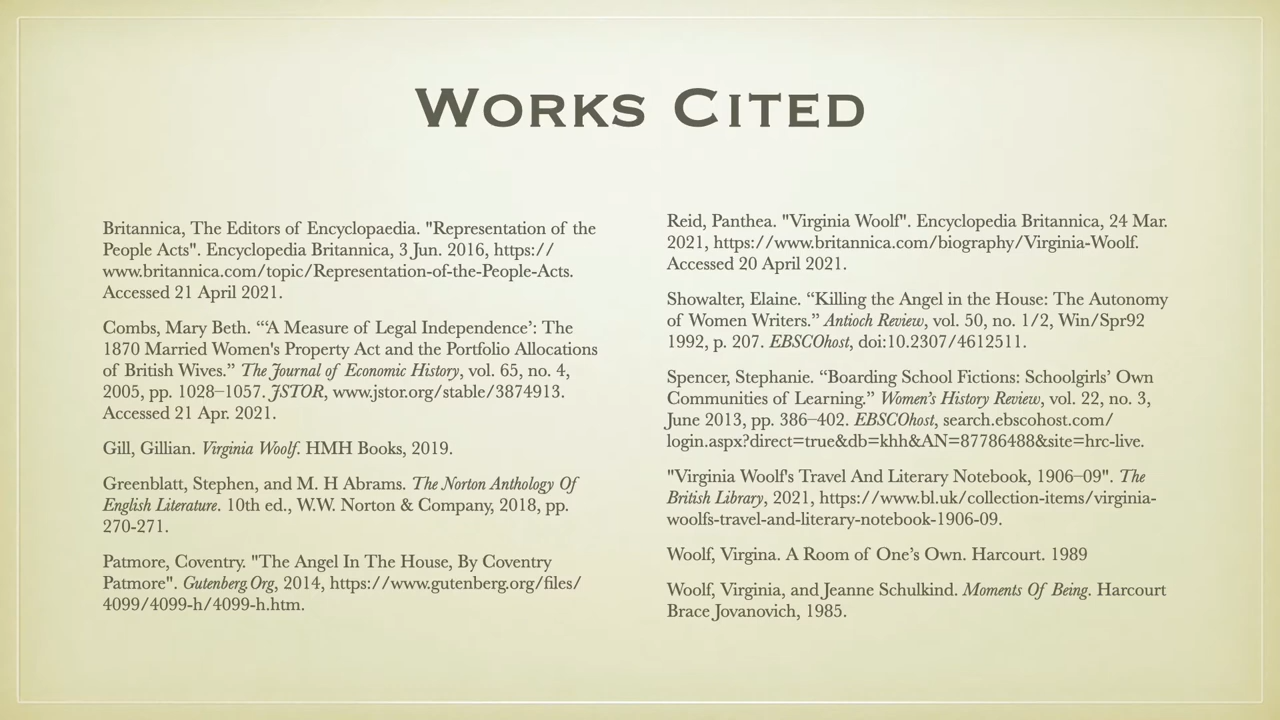 Works Cited
Britannica, The Editors of Encyclopaedia. "Representation of the
People Acts". Encyclopedia Britannica, 3 Jun. 2016, https://
www.britannica.com/topic/Representation-of-the-People-Acts.
Accessed 21 April 2021.
Combs, Mary Beth. “‘A Measure of Legal Independence’: The
1870 Married Women's Property Act and the Portfolio Allocations
of British Wives.” The Journal of Economic History, vol. 65, no. 4,
2005, pp. 1028–1057. JSTOR, www.jstor.org/stable/3874913.
Accessed 21 Apr. 2021.
Gill, Gillian. Virginia Woolf. HMH Books, 2019.
Greenblatt, Stephen, and M. H Abrams. The Norton Anthology Of
English Literature. 10th ed., W.W. Norton & Company, 2018, pp.
270-271.
Patmore, Coventry. "The Angel In The House, By Coventry
Patmore". Gutenberg.Org, 2014, https://www.gutenberg.org/files/
4099/4099-h/4099-h.htm.
Reid, Panthea. "Virginia Woolf". Encyclopedia Britannica, 24 Mar.
2021, https://www.britannica.com/biography/Virginia-Woolf.
Accessed 20 April 2021.
Showalter, Elaine. “Killing the Angel in the House: The Autonomy
of Women Writers.” Antioch Review, vol. 50, no. 1/2, Win/Spr92
1992, p. 207. EBSCOhost, doi:10.2307/4612511.
Spencer, Stephanie. “Boarding School Fictions: Schoolgirls’ Own
Communities of Learning.” Women’s History Review, vol. 22, no. 3,
June 2013, pp. 386–402. EBSCOhost, search.ebscohost.com/
login.aspx?direct=true&db=khh&AN=87786488&site=hrc-live.
"Virginia Woolf's Travel And Literary Notebook, 1906–09". The
British Library, 2021, https://www.bl.uk/collection-items/virginia-
woolfs-travel-and-literary-notebook-1906-09.
Woolf, Virgina. A Room of One’s Own. Harcourt. 1989
Woolf, Virginia, and Jeanne Schulkind. Moments Of Being. Harcourt
Brace Jovanovich, 1985.